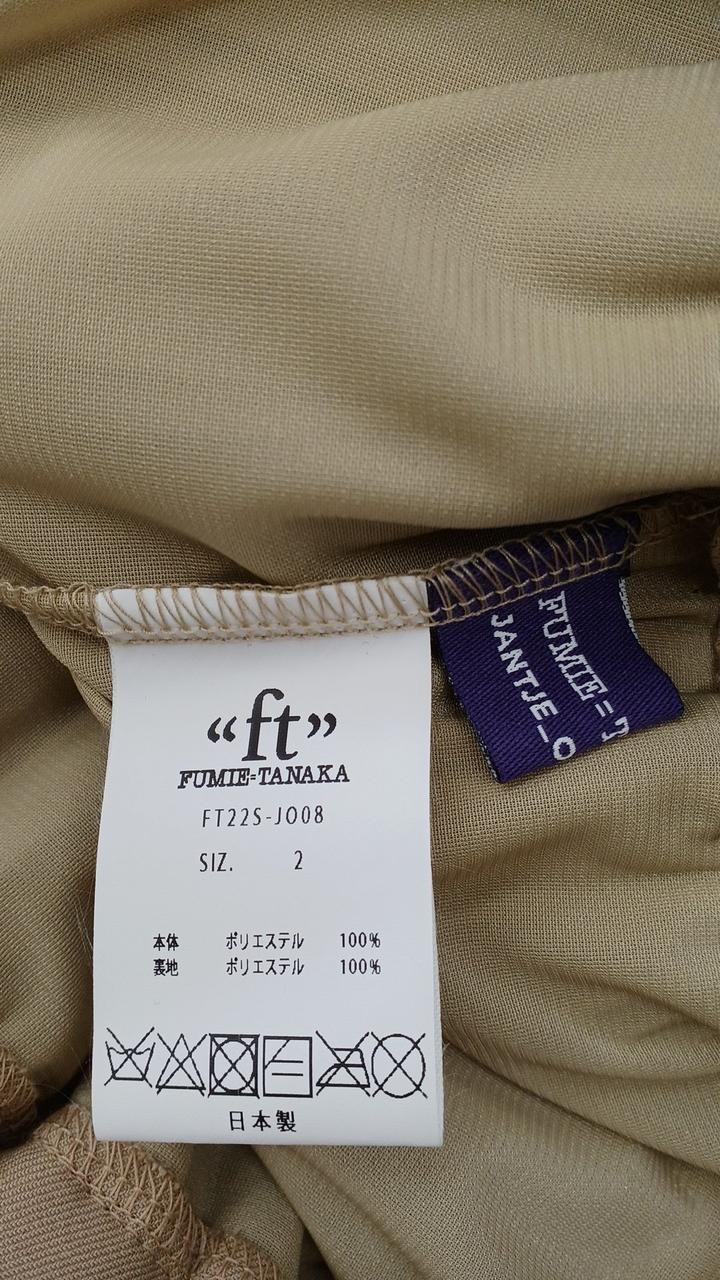 “ft”
FUMIE=TANAKA
FT22S-JO08
SIZ. 2
本体 ポリエステル 100%
裏地 ポリエステル 100%
日本製
FUMIE=T
JANTJE_O